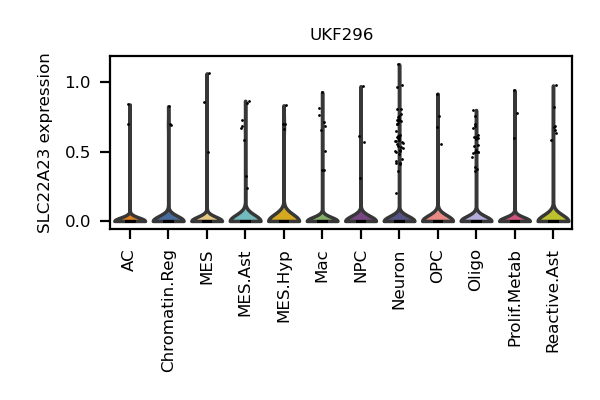 UKF296
SLC22A23 expression
1.0
0.5
0.0
AC
Chromatin.Reg
MES
MES.Ast
MES.Hyp
Mac
NPC
Neuron
OPC
Oligo
Prolif.Metab
Reactive.Ast